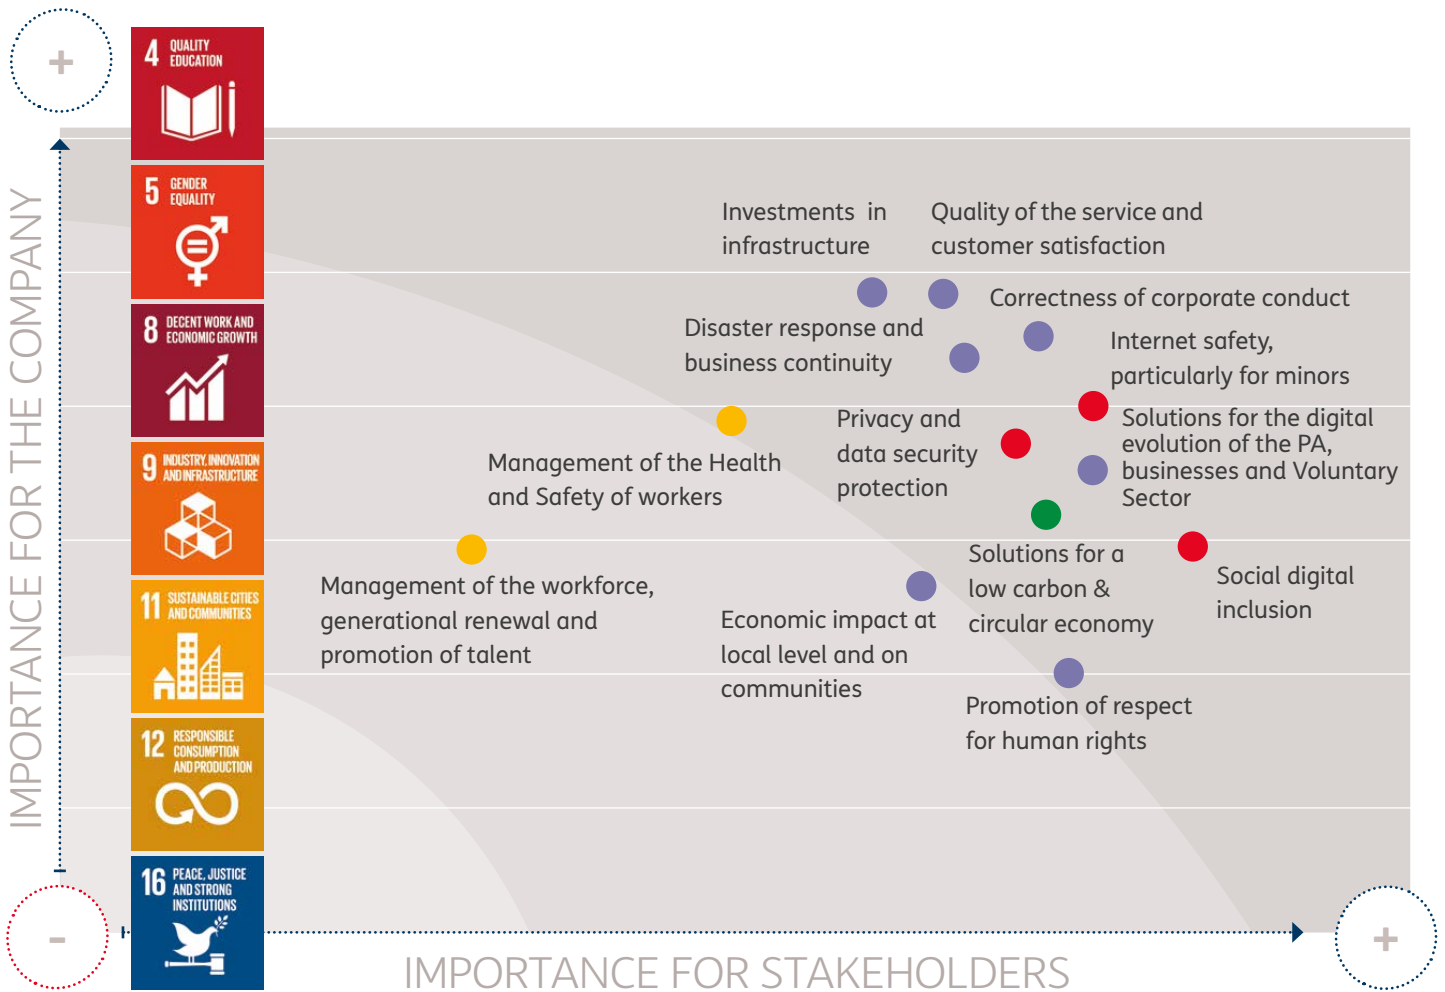 +
4 QUALITY
EDUCATION
5 GENDER
EQUALITY
8 DECENT WORK AND
ECONOMIC GROWTH
9 INDUSTRY, INNOVATION
AND INFRASTRUCTURE
11 SUSTAINABLE CITIES
AND COMMUNITIES
12 RESPONSIBLE
CONSUMPTION
AND PRODUCTION
16 PEACE, JUSTICE
AND STRONG
INSTITUTIONS
IMPORTANCE FOR THE COMPANY
Investments in
infrastructure
Quality of the service and
customer satisfaction
Correctness of corporate conduct
Disaster response and
business continuity
Internet safety,
particularly for minors
Privacy and
data security
protection
Solutions for the digital
evolution of the PA,
businesses and Voluntary
Sector
Management of the Health
and Safety of workers
Management of the workforce,
generational renewal and
promotion of talent
Economic impact at
local level and on
communities
Solutions for a
low carbon &
circular economy
Social digital
inclusion
Promotion of respect
for human rights
-
+
IMPORTANCE FOR STAKEHOLDERS